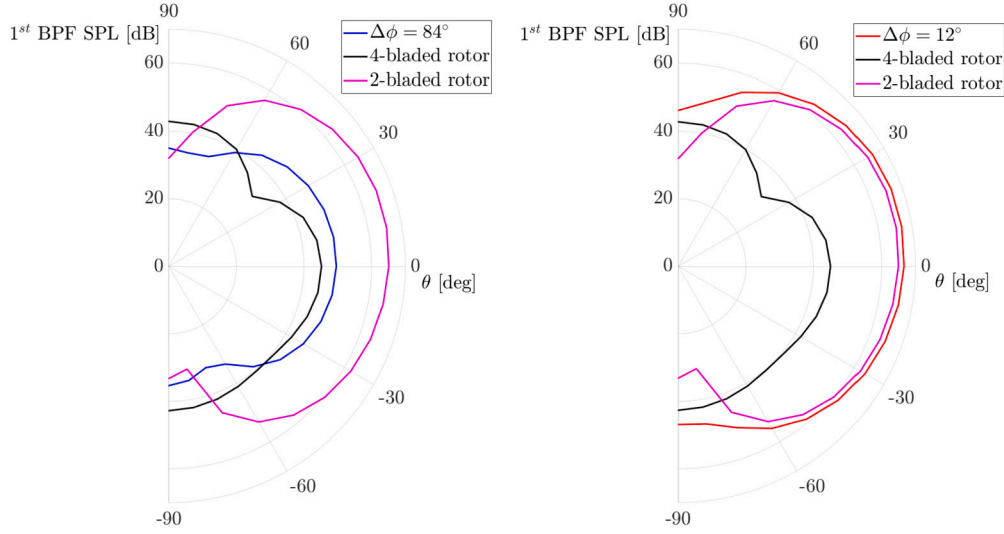 90
1st BPF SPL [dB]
Δϕ = 84°
4-bladed rotor
2-bladed rotor
60
60
40
30
20
0
0
θ [deg]
-30
-60
-90
90
1st BPF SPL [dB]
Δϕ = 12°
4-bladed rotor
2-bladed rotor
60
60
40
30
20
0
0
θ [deg]
-30
-60
-90